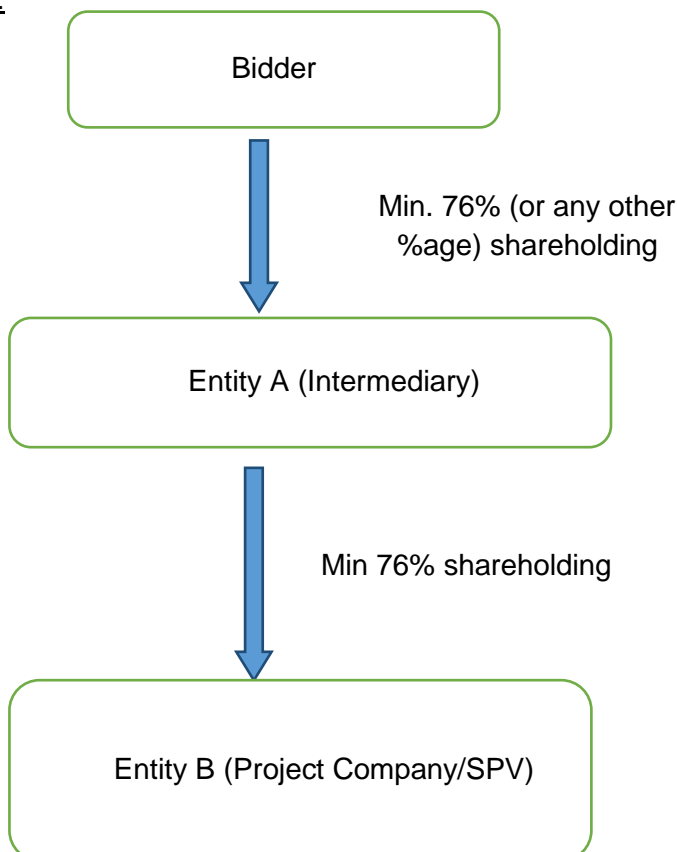 Bidder
Min. 76% (or any other
%age) shareholding
Entity A (Intermediary)
Min 76% shareholding
Entity B (Project Company/SPV)